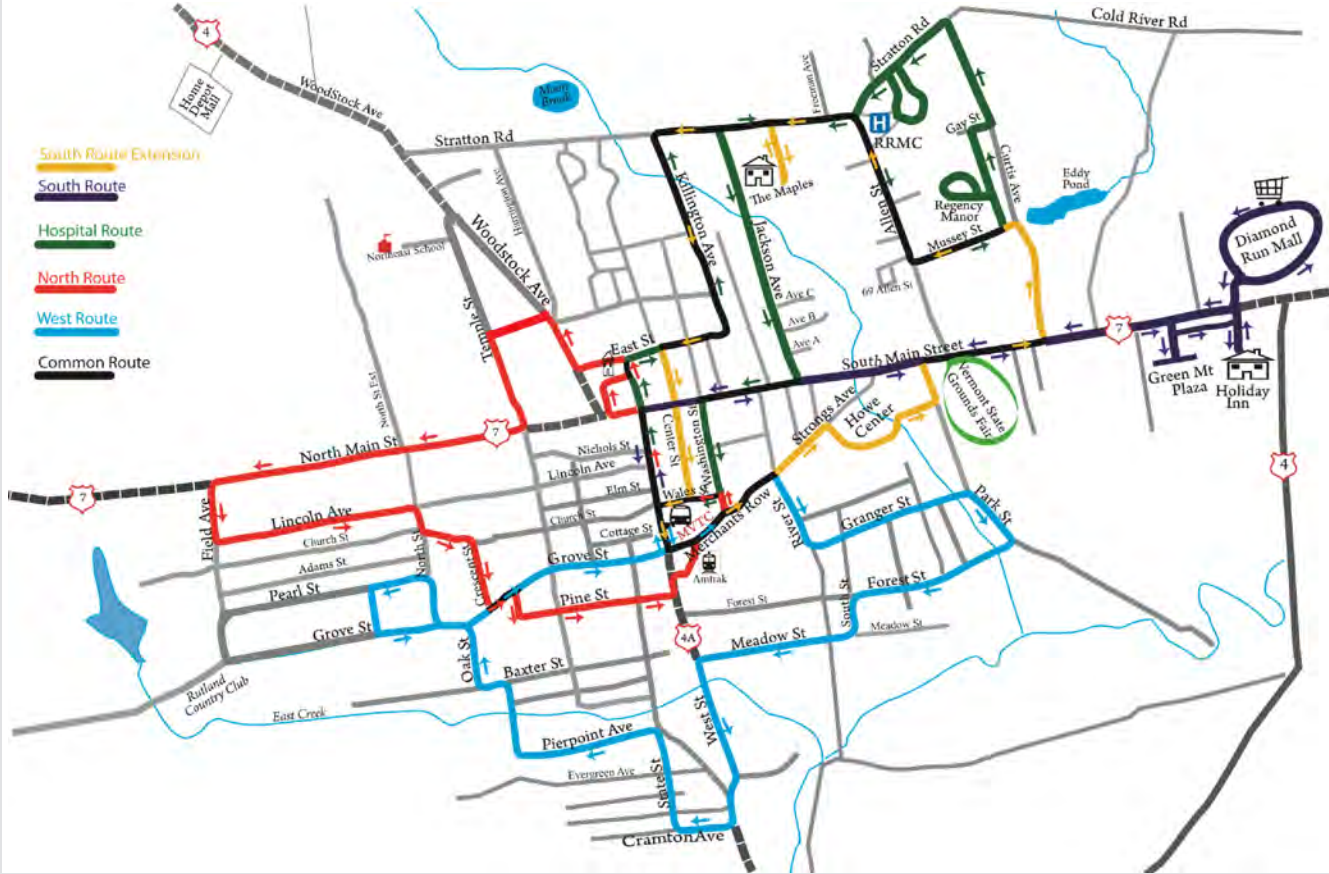 4
Cold River Rd
Home
Depot
Mall
WoodStock Ave
Stratton Rd
Stratton Rd
H
RRMC
Gay St
Curtis Ave
South Route Extension
South Route
Hospital Route
North Route
West Route
Common Route
Killington Ave
The Maples
Jackson Ave
Allen St
Regency
Manor
Mussey St
Eddy
Pond
Diamond
Run Mall
Northeast School
Woodstock Ave
Temple St
69 Allen St
Ave C
Ave B
Ave A
East St
South Main Street
7
Green Mt
Plaza
Holiday
Inn
Vermont State
Grounds Fair
Strongs Ave
Howe
Center
Center St
Washington St
North Main St
7
7
4
Nichols St
Lincoln Ave
Elm St
Church St
Cottage St
Wales
MVTC
Merchants Row
Amtrak
River St
Granger St
Park St
Field Ave
Lincoln Ave
Church St
Adams St
North St
Crescent St
Grove St
Pearl St
Grove St
Pine St
Forest St
Forest St
South St
Meadow St
Meadow St
4A
Oak St
Baxter St
Rutland
Country Club
East Creek
Pierpoint Ave
West St
Evergreen Ave
State St
Cramton Ave